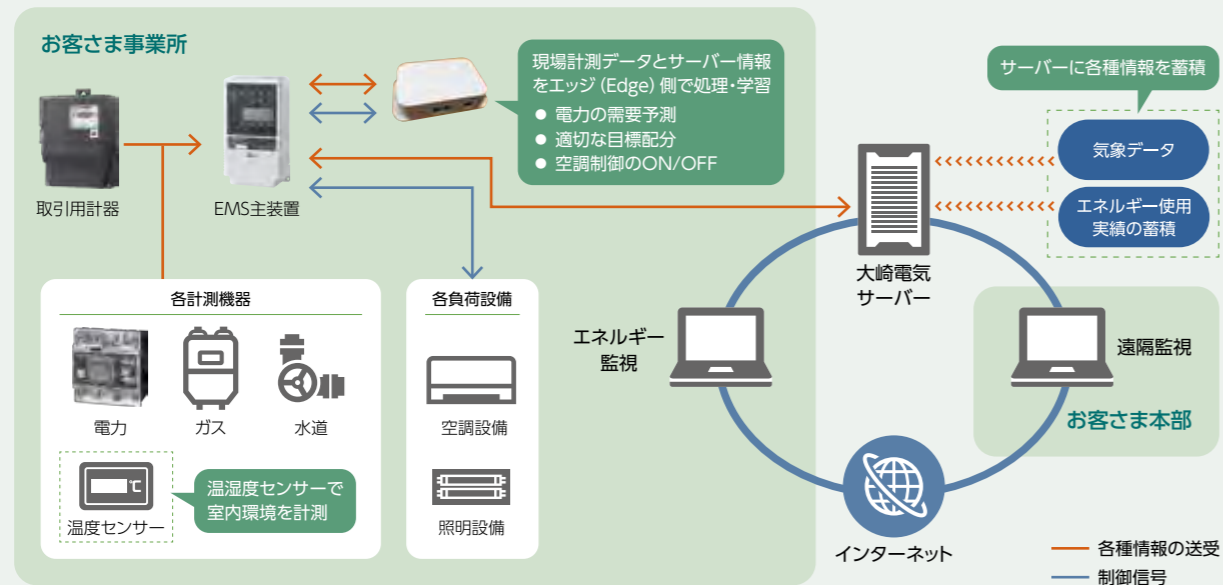 お客さま事業所
取引用計器
EMS主装置
現場計測データとサーバー情報
をエッジ(Edge)側で処理・学習
● 電力の需要予測
● 適切な目標配分
● 空調制御のON/OFF
サーバーに各種情報を蓄積
気象データ
エネルギー使用
実績の蓄積
大崎電気
サーバー
各計測機器
電力
ガス
水道
℃
温度センサー
温湿度センサーで
室内環境を計測
各負荷設備
空調設備
照明設備
エネルギー
監視
遠隔監視
お客さま本部
インターネット
各種情報の送受
制御信号